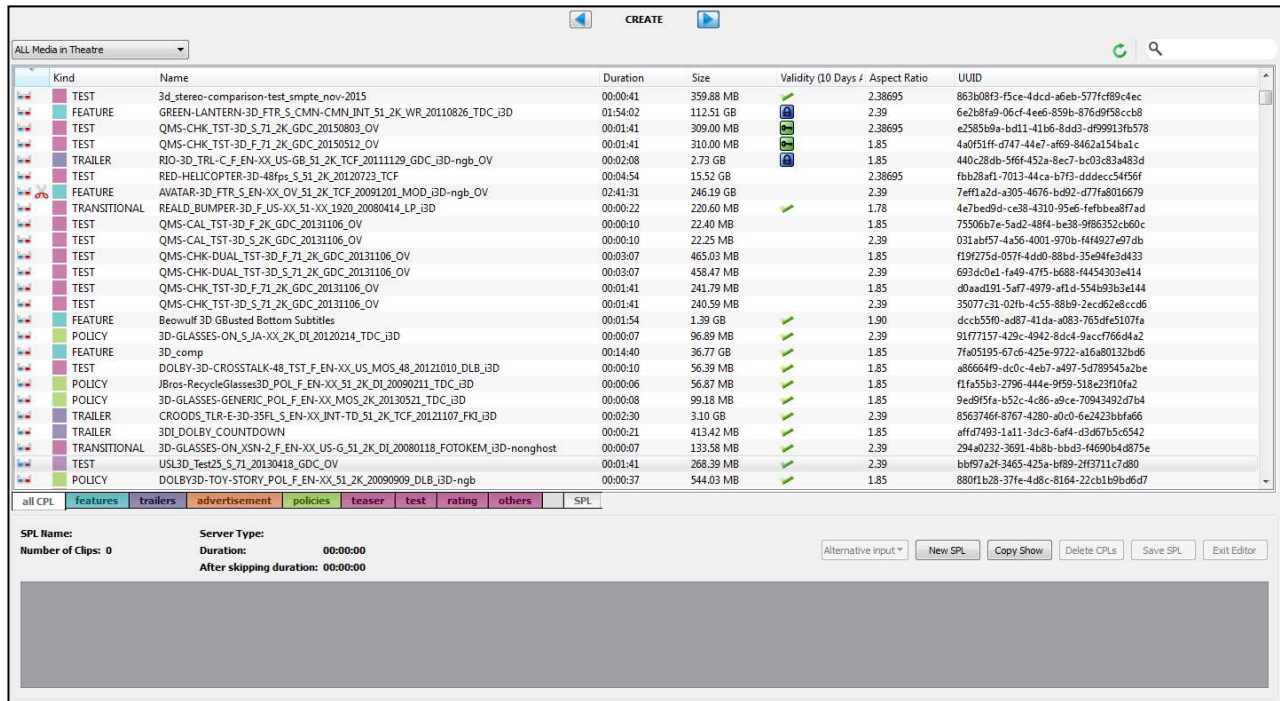 CREATE
ALL Media in Theatre
Kind Name Duration Size Validity (10 Days A Aspect Ratio UUID
TEST 3d_stereo-comparison-test_smpte_nov-2015 00:00:41 359.88 MB 2.38695 863b08f3-f5ce-4dcd-a6eb-577fcf89c4ec
FEATURE GREEN-LANTERN-3D_FTR_S_CMN-CMN_INT_51_2K_WR_20110826_TDC_i3D 01:54:02 112.51 GB 2.39 6e2b8fa9-06cf-4ee6-859b-876d9f58ccb8
TEST QMS-CHK_TST-3D_S_71_2K_GDC_20150803_OV 00:01:41 309.00 MB 2.38695 e2585b9a-bd11-41b6-8dd3-df99913fb578
TEST QMS-CHK_TST-3D_F_71_2K_GDC_20150512_OV 00:01:41 310.00 MB 1.85 4a0f51ff-d747-44e7-af69-8462a154ba1c
TRAILER RIO-3D_TRL-C_F_EN-XX_US-GB_51_2K_TCF_20111129_GDC_i3D-ngb_OV 00:02:08 2.73 GB 1.85 440c28db-5f6f-452a-8ec7-bc03c83a483d
TEST RED-HELICOPTER-3D-48fps_S_51_2K_20120723_TCF 00:04:54 15.52 GB 2.38695 fbb28af1-7013-44ca-b7f3-dddecc54f56f
FEATURE AVATAR-3D_FTR_S_EN-XX_OV_51_2K_TCF_20091201_MOD_i3D-ngb_OV 02:41:31 246.19 GB 2.39 7eff1a2d-a305-4676-bd92-d77fa8016679
TRANSITIONAL REALD_BUMPER-3D_F_US-XX_51-XX_1920_20080414_LP_i3D 00:00:22 220.60 MB 1.78 4e7bed9d-ce38-4310-95e6-fefbbea8f7ad
TEST QMS-CAL_TST-3D_F_2K_GDC_20131106_OV 00:00:10 22.40 MB 1.85 75506b7e-5ad2-48f4-be38-9f86352cb60c
TEST QMS-CAL_TST-3D_S_2K_GDC_20131106_OV 00:00:10 22.25 MB 2.39 031abf57-4a56-4001-970b-f4f4927e97db
TEST QMS-CHK-DUAL_TST-3D_F_71_2K_GDC_20131106_OV 00:03:07 465.03 MB 1.85 f19f275d-057f-4dd0-88bd-35e94fe3d433
TEST QMS-CHK-DUAL_TST-3D_S_71_2K_GDC_20131106_OV 00:03:07 458.47 MB 2.39 693dc0e1-fa49-47f5-b688-f4454303e414
TEST QMS-CHK_TST-3D_F_71_2K_GDC_20131106_OV 00:01:41 241.79 MB 1.85 d0aad191-5af7-4979-af1d-554b93b3e144
TEST QMS-CHK_TST-3D_S_71_2K_GDC_20131106_OV 00:01:41 240.59 MB 2.39 35077c31-02fb-4c55-88b9-2ecd62e8ccd6
FEATURE Beowulf 3D GBusted Bottom Subtitles 00:01:54 1.39 GB 1.90 dccb55f0-ad87-41da-a083-765dfe5107fa
POLICY 3D-GLASSES-ON_S_JA-XX_2K_DI_20120214_TDC_i3D 00:00:07 96.89 MB 2.39 91f77157-429c-4942-8dc4-9accf766d4a2
FEATURE 3D_comp 00:14:40 36.77 GB 1.85 7fa05195-67c6-425e-9722-a16a80132bd6
TEST DOLBY-3D-CROSSTALK-48_TST_F_EN-XX_US_MOS_48_20121010_DLB_i3D 00:00:10 56.39 MB 1.85 a86664f9-dc0c-4eb7-a497-5d789545a2be
POLICY JBros-RecycleGlasses3D_POL_F_EN-XX_51_2K_DI_20090211_TDC_i3D 00:00:06 56.87 MB 1.85 f1fa55b3-2796-444e-9f59-518e23f10fa2
POLICY 3D-GLASSES-GENERIC_POL_F_EN-XX_MOS_2K_20130521_TDC_i3D 00:00:08 99.18 MB 1.85 9ed9f5fa-b52c-4c86-a9ce-70943492d7b4
TRAILER CROODS_TLR-E-3D-35FL_S_EN-XX_INT-TD_51_2K_TCF_20121107_FKI_i3D 00:02:30 3.10 GB 2.39 8563746f-8767-4280-a0c0-6e2423bbfa66
TRAILER 3DI_DOLBY_COUNTDOWN 00:00:21 413.42 MB 1.85 affd7493-1a11-3dc3-6af4-d3d67b5c6542
TRANSITIONAL 3D-GLASSES-ON_XSN-2_F_EN-XX_US-G_51_2K_DI_20080118_FOTOKEM_i3D-nonghost 00:00:07 133.58 MB 2.39 294a0232-3691-4b8b-bbd3-f4690b4d875e
TEST USL3D_Test25_S_71_20130418_GDC_OV 00:01:41 268.39 MB 2.39 bbf97a2f-3465-425a-bf89-2ff3711c7d80
POLICY DOLBY3D-TOY-STORY_POL_F_EN-XX_51_2K_20090909_DLB_i3D-ngb 00:00:37 544.03 MB 1.85 880f1b28-37fe-4d8c-8164-22cb1b9bd6d7
all CPL features trailers advertisement policies teaser test rating others SPL
SPL Name: Server Type:
Number of Clips: 0 Duration: 00:00:00
After skipping duration: 00:00:00
Alternative input New SPL Copy Show Delete CPLs Save SPL Exit Editor